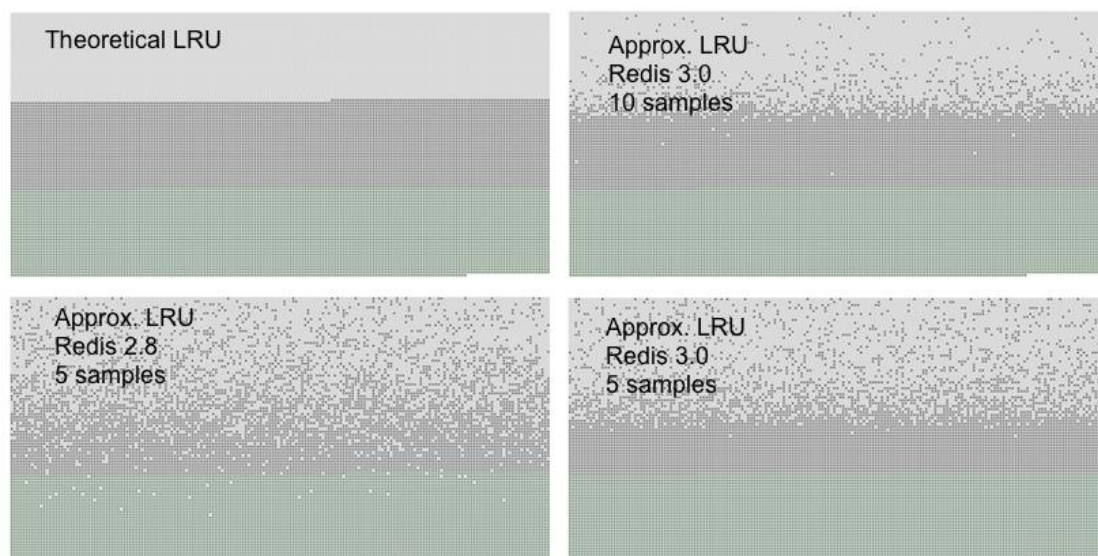 Theoretical LRU
Approx. LRU
Redis 3.0
10 samples
Approx. LRU
Redis 2.8
5 samples
Approx. LRU
Redis 3.0
5 samples